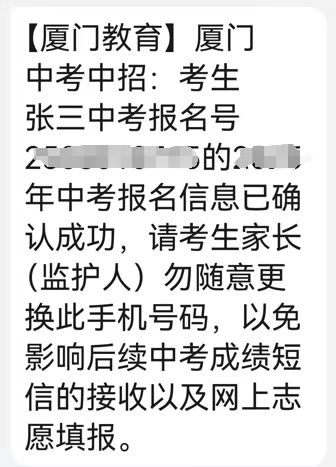 【厦门教育】厦门
中考中招：考生
张三中考报名号
的
年中考报名信息已确
认成功，请考生家长
（监护人）勿随意更
换此手机号码，以免
影响后续中考成绩短
信的接收以及网上志
愿填报。